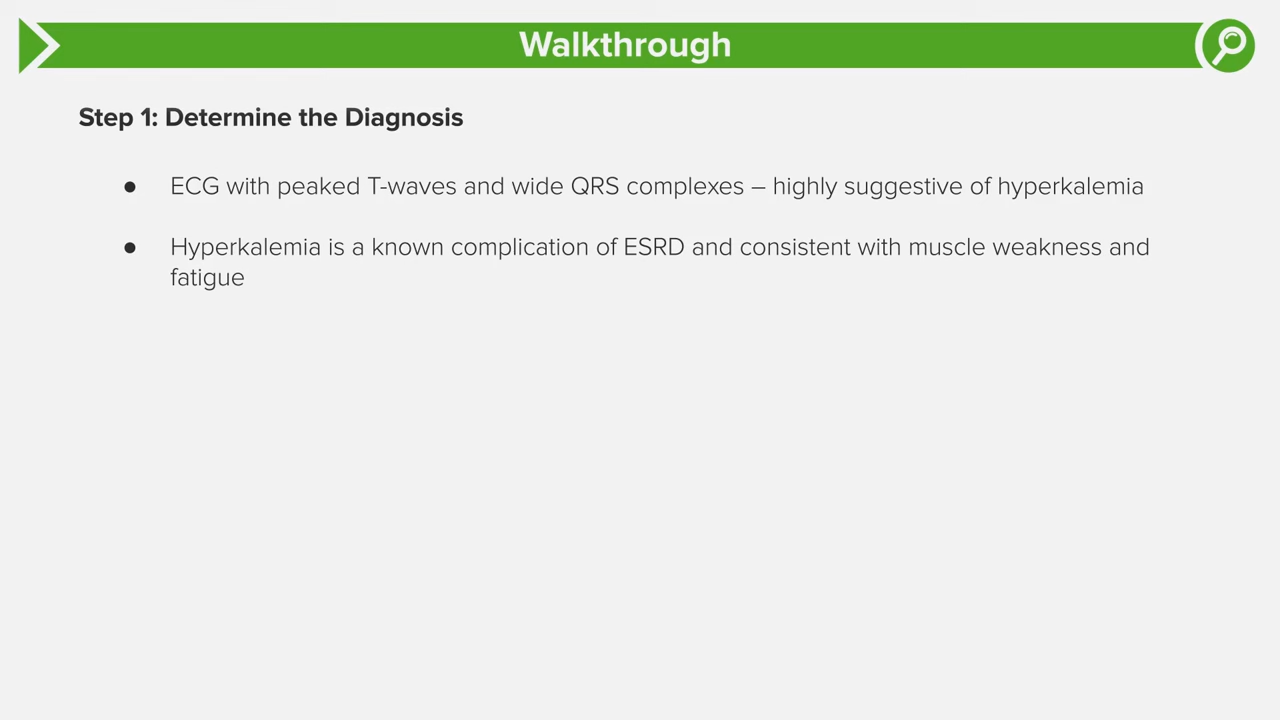 Walkthrough
Step 1: Determine the Diagnosis
● ECG with peaked T-waves and wide QRS complexes – highly suggestive of hyperkalemia
● Hyperkalemia is a known complication of ESRD and consistent with muscle weakness and
fatigue